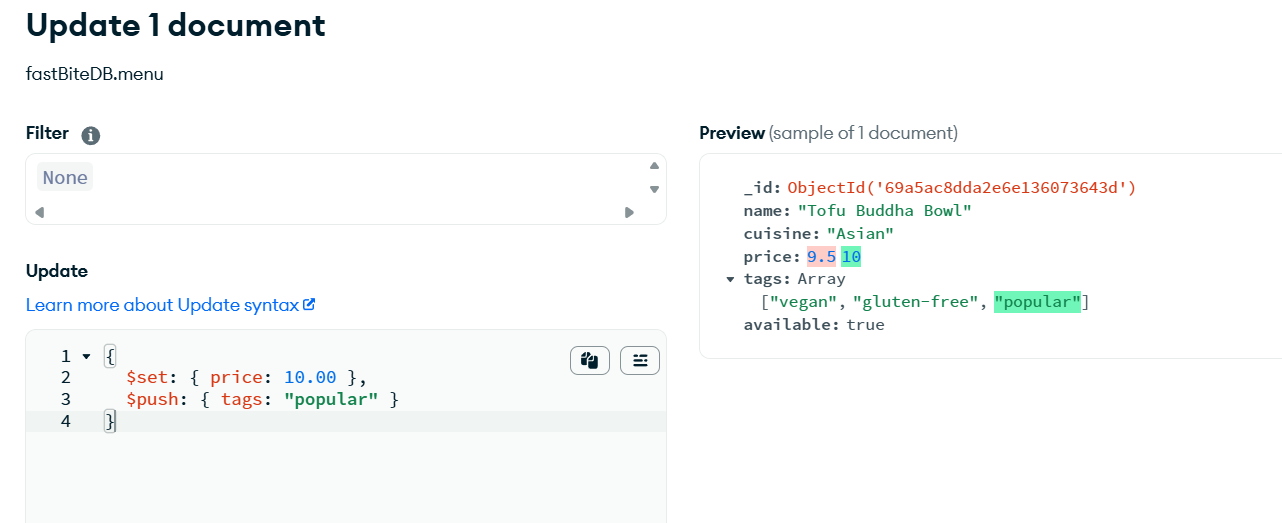 Update 1 document
fastBiteDB.menu
Filter
None
Update
Learn more about Update syntax
1 {
2 $set: { price: 10.00 },
3 $push: { tags: "popular" }
4 }
Preview (sample of 1 document)
_id: ObjectId('69a5ac8dda2e6e136073643d')
name: "Tofu Buddha Bowl"
cuisine: "Asian"
price: 9.5 10
tags: Array
["vegan", "gluten-free", "popular"]
available: true